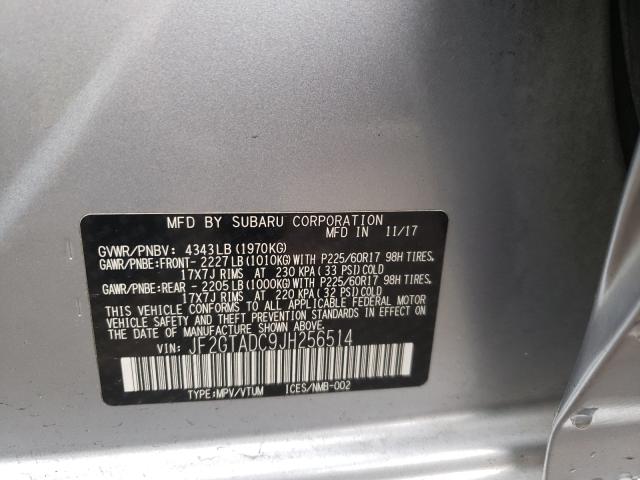 MFD BY SUBARU CORPORATION
MFD IN 11/17
GVWR/PNBV: 4343LB(1970KG)
GAWR/PNBE:FRONT- 2227LB(1010KG)WITH P225/60R17 98H TIRES,
17X7J RIMS AT 230 KPA( 33 PSI)COLD
GAWR/PNBE:REAR - 2205LB(1000KG)WITH P225/60R17 98H TIRES,
17X7J RIMS AT 220 KPA( 32 PSI)COLD
THIS VEHICLE CONFORMS TO ALL APPLICABLE FEDERAL MOTOR
VEHICLE SAFETY AND THEFT PREVENTION STANDARDS IN EFFECT
ON THE DATE OF MANUFACTURE SHOWN ABOVE.
VIN: JF2GTADC9JH256514
TYPE:MPV/VTUM ICES/NMB-002